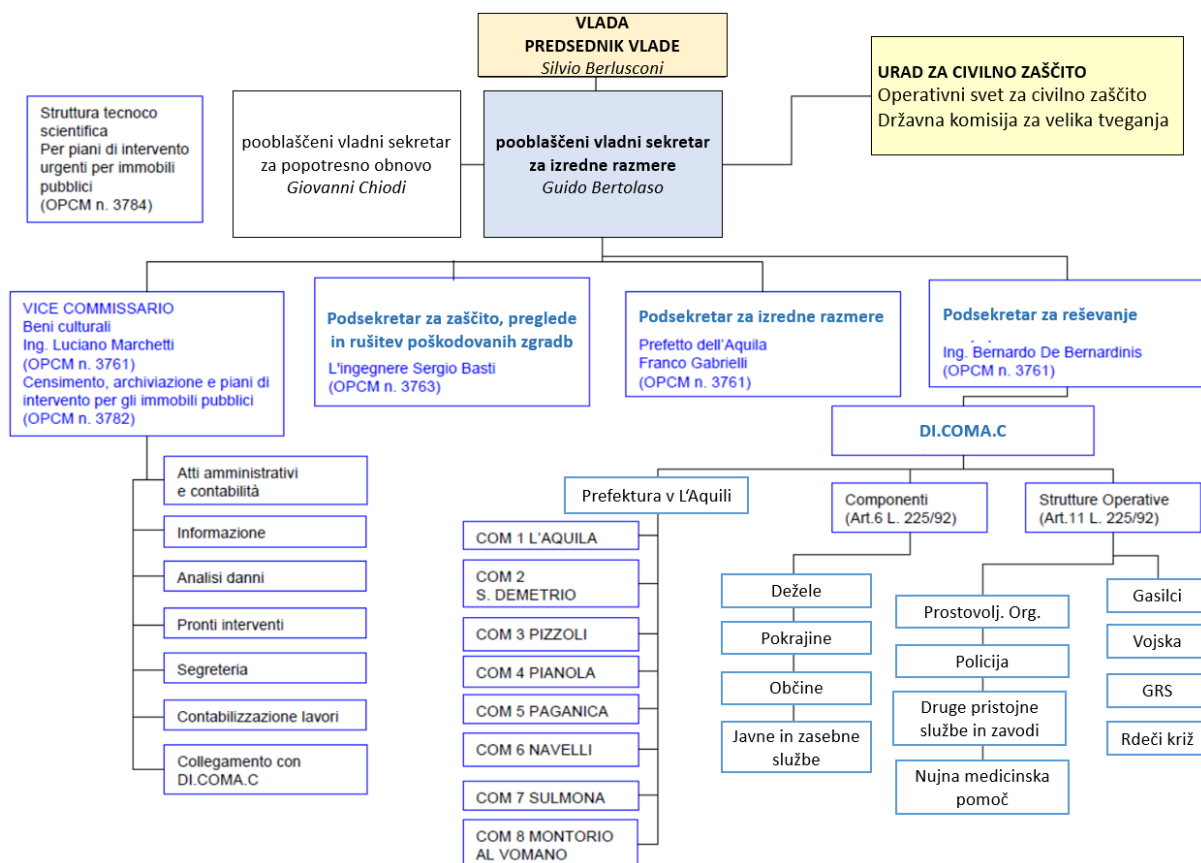 VLADA
PREDSEDNIK VLADE
Silvio Berlusconi
URAD ZA CIVILNO ZAŠČITO
Operativni svet za civilno zaščito
Državna komisija za velika tveganja
Struttura tecnoco
scientifica
Per piani di intervento
urgenti per immobili
pubblici
(OPCM n. 3784)
pooblaščeni vladni sekretar
za popotresno obnovo
Giovanni Chiodi
pooblaščeni vladni sekretar
za izredne razmere
Guido Bertolaso
VICE COMMISSARIO
Beni culturali
Ing. Luciano Marchetti
(OPCM n. 3761)
Censimento, archiviazione e piani di
intervento per gli immobili pubblici
(OPCM n. 3782)
Podsekretar za zaščito, preglede
in rušitev poškodovanih zgradb
L'ingegnere Sergio Basti
(OPCM n. 3763)
Podsekretar za izredne razmere
Prefetto dell'Aquila
Franco Gabrielli
(OPCM n. 3761)
Podsekretar za reševanje
Ing. Bernardo De Bernardinis
(OPCM n. 3761)
DI.COMA.C
Atti amministrativi
e contabilità
Informazione
Analisi danni
Pronti interventi
Segreteria
Contabilizzazione lavori
Collegamento con
DI.COMA.C
Prefektura v L‘Aquili
COM 1 L'AQUILA
COM 2
S. DEMETRIO
COM 3 PIZZOLI
COM 4 PIANOLA
COM 5 PAGANICA
COM 6 NAVELLI
COM 7 SULMONA
COM 8 MONTORIO
AL VOMANO
Componenti
(Art.6 L. 225/92)
Dežele
Pokrajine
Občine
Javne in zasebne
službe
Strutture Operative
(Art.11 L. 225/92)
Prostovolj. Org.
Policija
Druge pristojne
službe in zavodi
Nujna medicinska
pomoč
Gasilci
Vojska
GRS
Rdeči križ